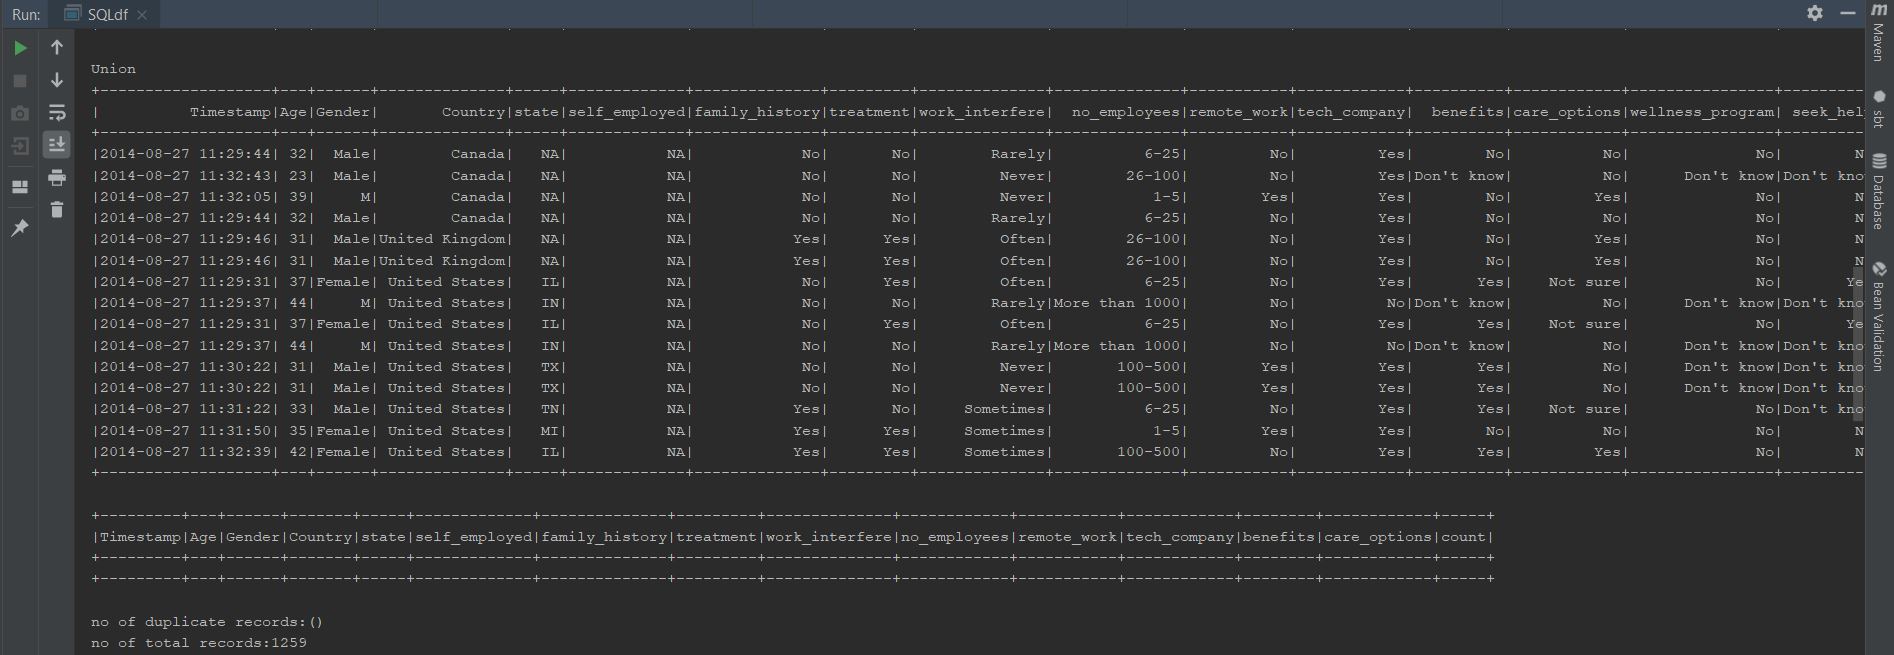 Run: SQLdf
Union
+-------------------+---+------+--------------+-----+-------------+--------------+---------+--------------+--------------+-----------+------------+----------+------------+----------------+---------
| Timestamp|Age|Gender| Country|state|self_employed|family_history|treatment|work_interfere| no_employees|remote_work|tech_company| benefits|care_options|wellness_program| seek_hel
+-------------------+---+------+--------------+-----+-------------+--------------+---------+--------------+--------------+-----------+------------+----------+------------+----------------+---------
|2014-08-27 11:29:44| 32| Male| Canada| NA| NA| No| No| Rarely| 6-25| No| Yes| No| No| No| N
|2014-08-27 11:32:43| 23| Male| Canada| NA| NA| No| No| Never| 26-100| No| Yes|Don't know| No| Don't know|Don't kno
|2014-08-27 11:32:05| 39| M| Canada| NA| NA| No| No| Never| 1-5| Yes| Yes| No| Yes| No| N
|2014-08-27 11:29:44| 32| Male| Canada| NA| NA| No| No| Rarely| 6-25| No| Yes| No| No| No| N
|2014-08-27 11:29:46| 31| Male|United Kingdom| NA| NA| Yes| Yes| Often| 26-100| No| Yes| No| Yes| No| N
|2014-08-27 11:29:46| 31| Male|United Kingdom| NA| NA| Yes| Yes| Often| 26-100| No| Yes| No| Yes| No| N
|2014-08-27 11:29:31| 37|Female| United States| IL| NA| No| Yes| Often| 6-25| No| Yes| Yes| Not sure| No| Ye
|2014-08-27 11:29:37| 44| M| United States| IN| NA| No| No| Rarely|More than 1000| No| No|Don't know| No| Don't know|Don't kno
|2014-08-27 11:29:31| 37|Female| United States| IL| NA| No| Yes| Often| 6-25| No| Yes| Yes| Not sure| No| Ye
|2014-08-27 11:29:37| 44| M| United States| IN| NA| No| No| Rarely|More than 1000| No| No|Don't know| No| Don't know|Don't kno
|2014-08-27 11:30:22| 31| Male| United States| TX| NA| No| No| Never| 100-500| Yes| Yes| Yes| No| Don't know|Don't kno
|2014-08-27 11:30:22| 31| Male| United States| TX| NA| No| No| Never| 100-500| Yes| Yes| Yes| No| Don't know|Don't kno
|2014-08-27 11:31:22| 33| Male| United States| TN| NA| Yes| No| Sometimes| 6-25| No| Yes| Yes| Not sure| No|Don't kno
|2014-08-27 11:31:50| 35|Female| United States| MI| NA| Yes| Yes| Sometimes| 1-5| Yes| Yes| No| No| No| N
|2014-08-27 11:32:39| 42|Female| United States| IL| NA| Yes| Yes| Sometimes| 100-500| No| Yes| Yes| Yes| No| N
+-------------------+---+------+--------------+-----+-------------+--------------+---------+--------------+--------------+-----------+------------+----------+------------+----------------+---------
+---------+---+------+-------+-----+-------------+--------------+---------+--------------+------------+-----------+------------+--------+------------+-----+
|Timestamp|Age|Gender|Country|state|self_employed|family_history|treatment|work_interfere|no_employees|remote_work|tech_company|benefits|care_options|count|
+---------+---+------+-------+-----+-------------+--------------+---------+--------------+------------+-----------+------------+--------+------------+-----+
+---------+---+------+-------+-----+-------------+--------------+---------+--------------+------------+-----------+------------+--------+------------+-----+
no of duplicate records:()
no of total records:1259
m Maven
sbt
Database
Bean Validation